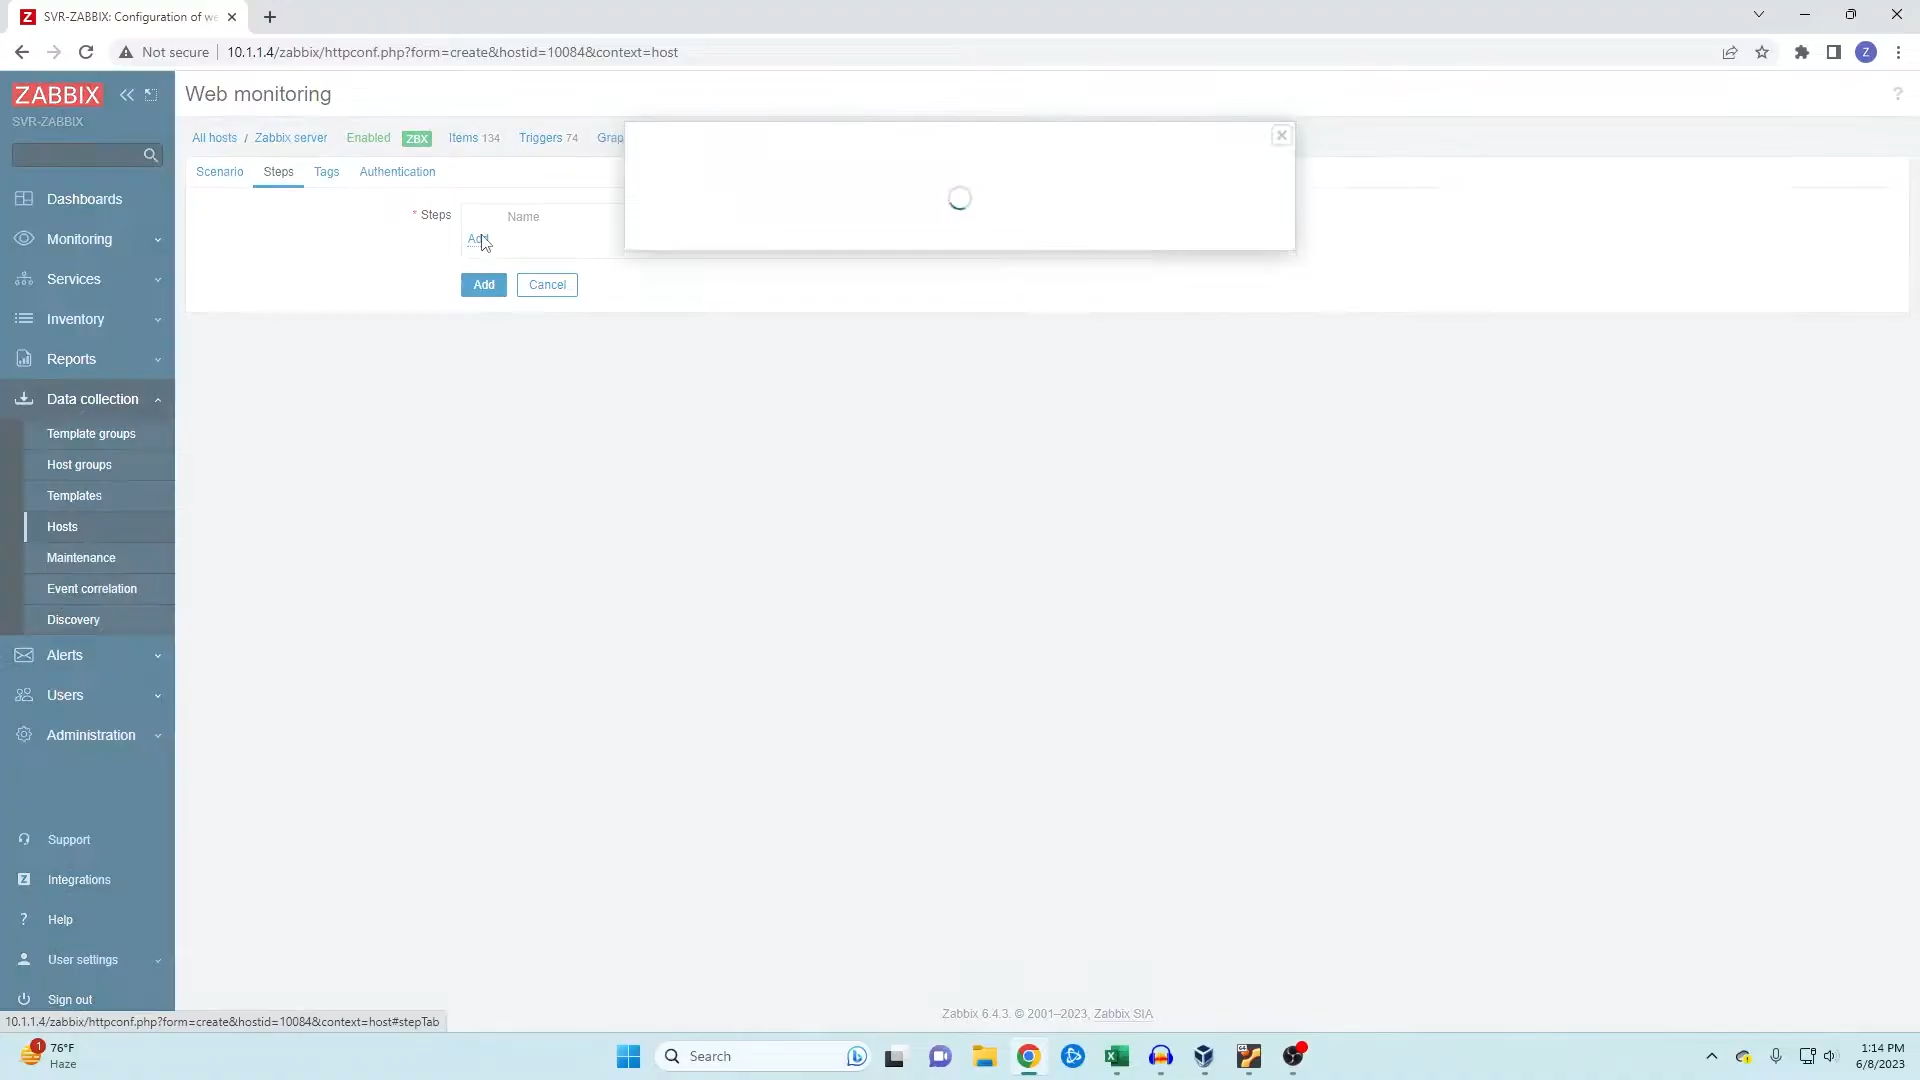 SVR-ZABBIX: Configuration of we
Not secure
10.1.1.4/zabbix/httpconf.php?form=create&hostid=10084&context=host
Z
ZABBIX
SVR-ZABBIX
Web monitoring
?
All hosts / Zabbix server Enabled ZBX Items 134 Triggers 74 Grap
Scenario Steps Tags Authentication
* Steps
Name
Add
Add Cancel
Dashboards
Monitoring
Services
Inventory
Reports
Data collection
Template groups
Host groups
Templates
Hosts
Maintenance
Event correlation
Discovery
Alerts
Users
Administration
Support
Z Integrations
? Help
User settings
Sign out
Zabbix 6.4.3. © 2001–2023, Zabbix SIA
10.1.1.4/zabbix/httpconf.php?form=create&hostid=10084&context=host#stepTab
1
76°F
Haze
Search
1:14 PM
6/8/2023